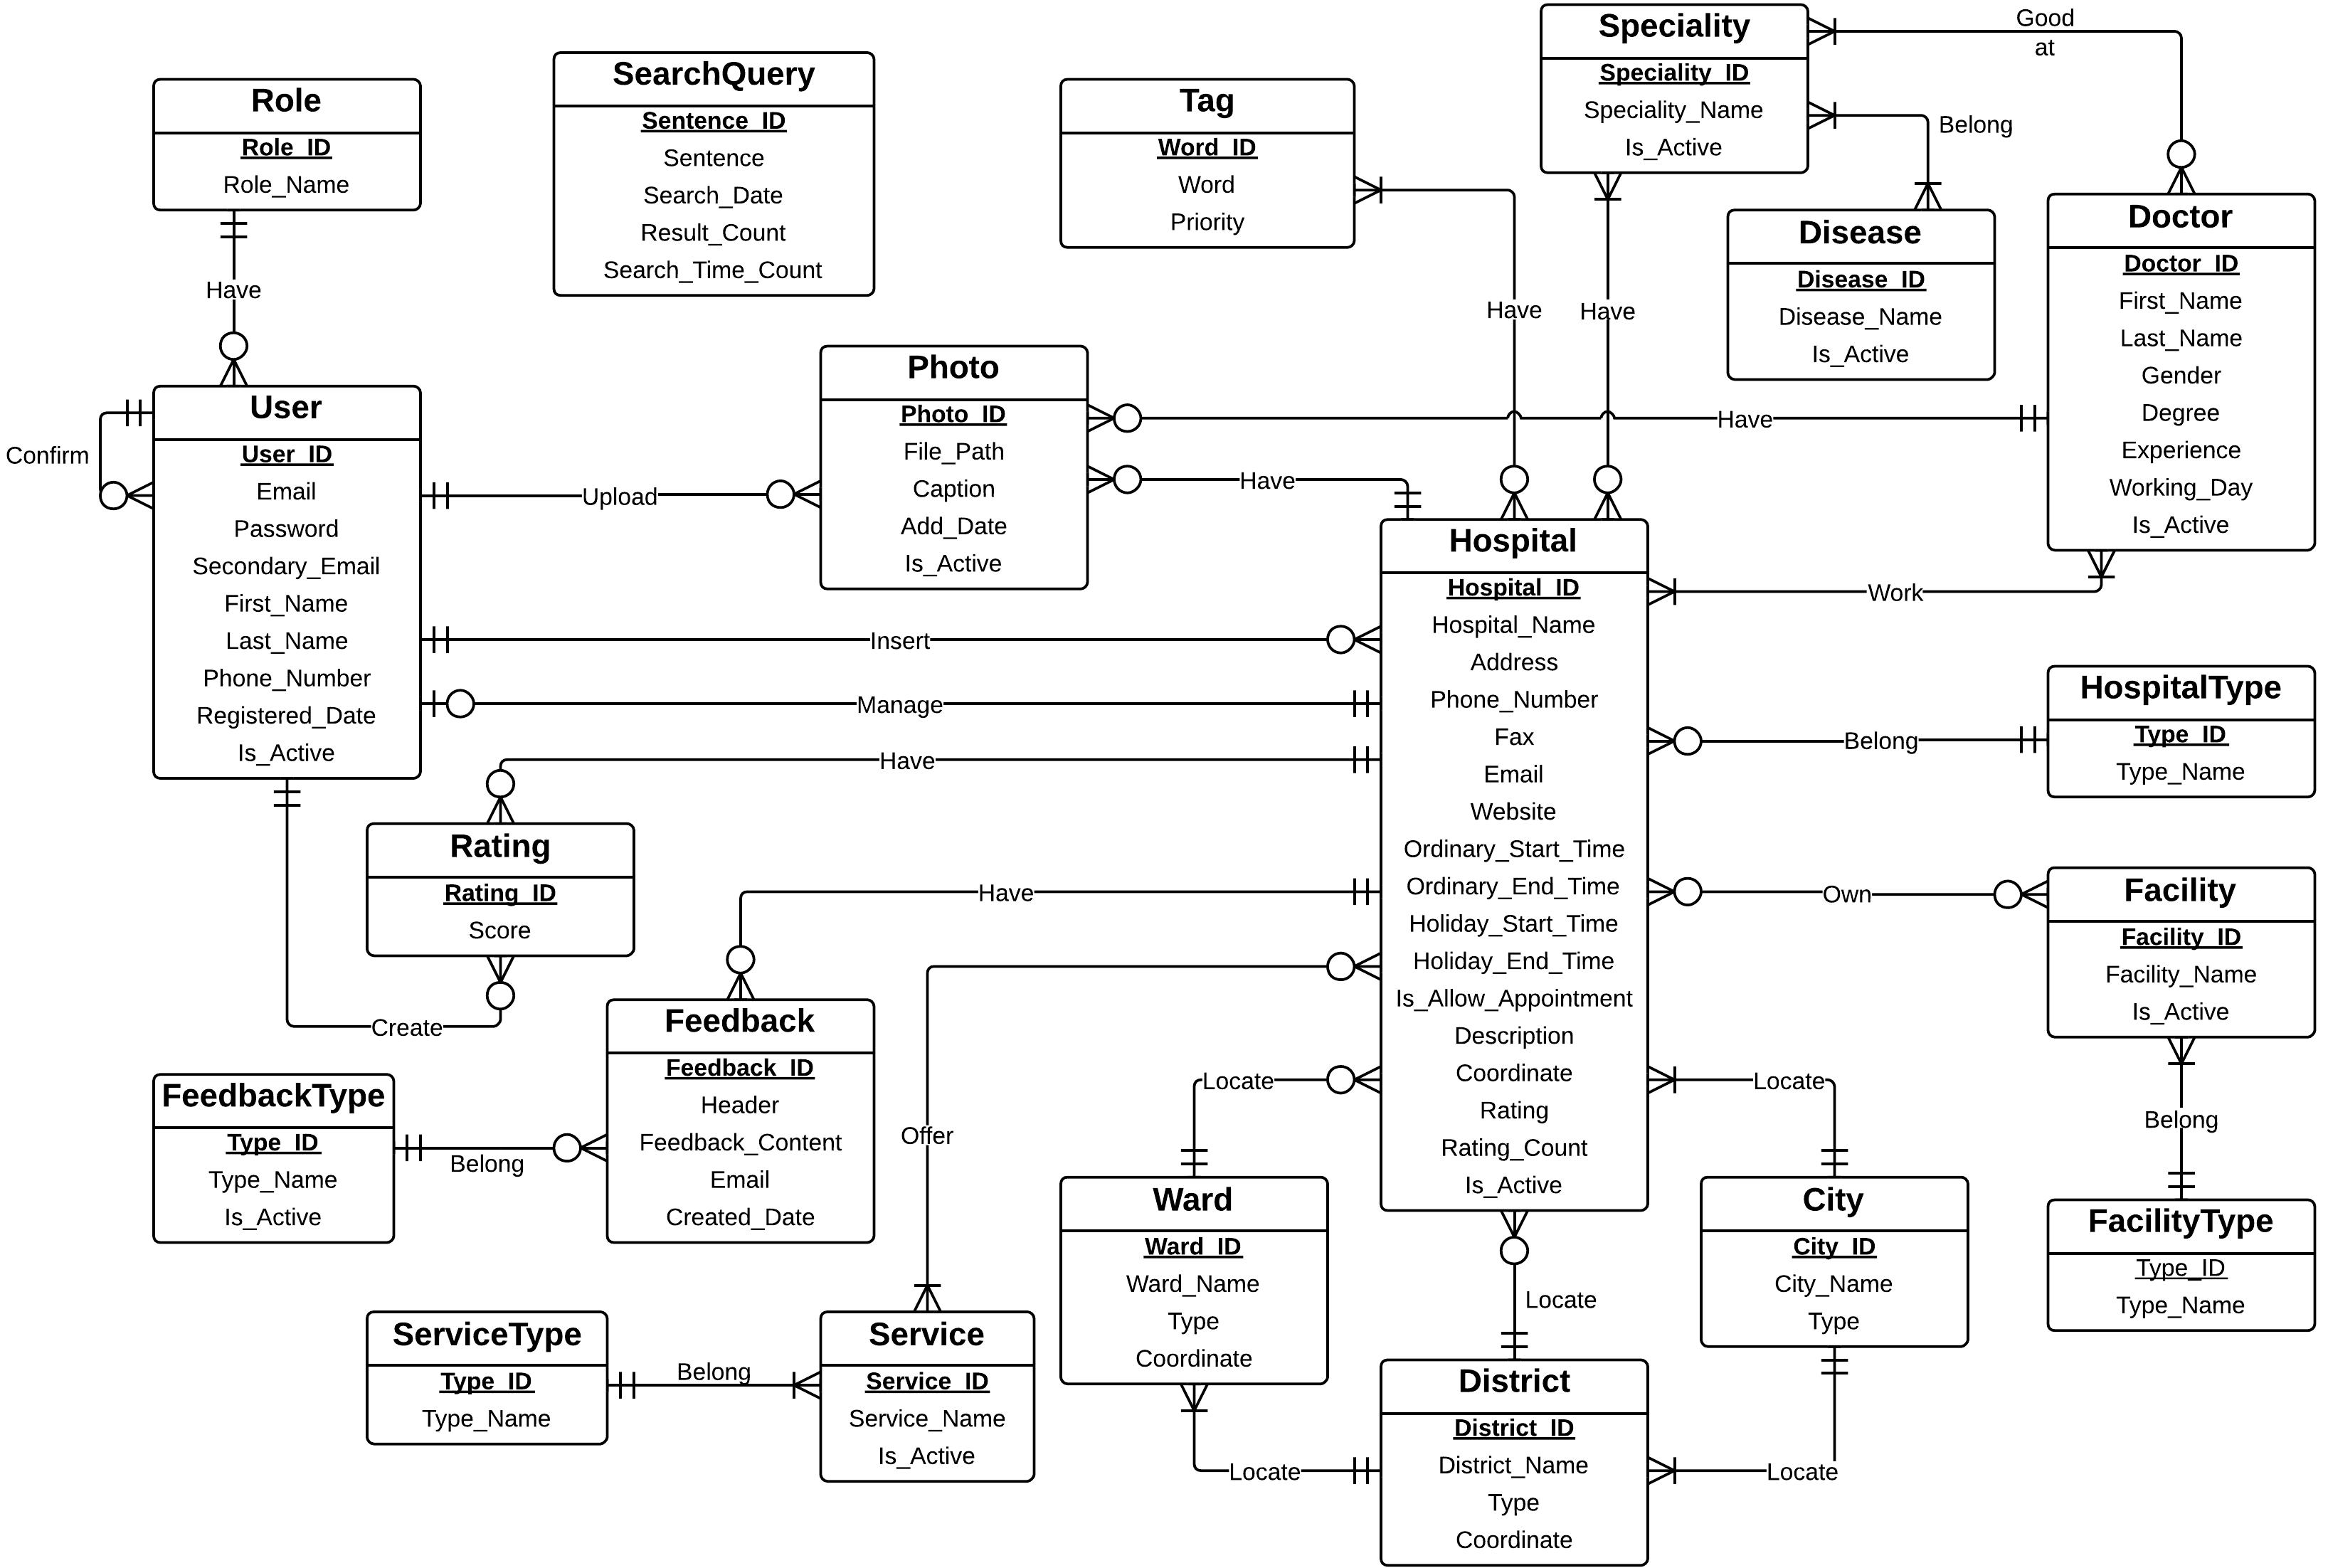 Speciality
Speciality_ID
Speciality_Name
Is_Active
Good
at
Belong
SearchQuery
Sentence_ID
Sentence
Search_Date
Result_Count
Search_Time_Count
Role
Role_ID
Role_Name
Have
Tag
Word_ID
Word
Priority
Have
Have
Disease
Disease_ID
Disease_Name
Is_Active
Doctor
Doctor_ID
First_Name
Last_Name
Gender
Degree
Experience
Working_Day
Is_Active
Photo
Photo_ID
File_Path
Caption
Add_Date
Is_Active
Have
Have
User
User_ID
Email
Password
Secondary_Email
First_Name
Last_Name
Phone_Number
Registered_Date
Is_Active
Confirm
Upload
Insert
Manage
Have
Hospital
Hospital_ID
Hospital_Name
Address
Phone_Number
Fax
Email
Website
Ordinary_Start_Time
Ordinary_End_Time
Holiday_Start_Time
Holiday_End_Time
Is_Allow_Appointment
Description
Coordinate
Rating
Rating_Count
Is_Active
Work
HospitalType
Type_ID
Type_Name
Belong
Rating
Rating_ID
Score
Create
Have
Own
Facility
Facility_ID
Facility_Name
Is_Active
Belong
Feedback
Feedback_ID
Header
Feedback_Content
Email
Created_Date
FeedbackType
Type_ID
Type_Name
Is_Active
Belong
Offer
Locate
Locate
Ward
Ward_ID
Ward_Name
Type
Coordinate
City
City_ID
City_Name
Type
FacilityType
Type_ID
Type_Name
Locate
ServiceType
Type_ID
Type_Name
Belong
Service
Service_ID
Service_Name
Is_Active
District
District_ID
District_Name
Type
Coordinate
Locate
Locate